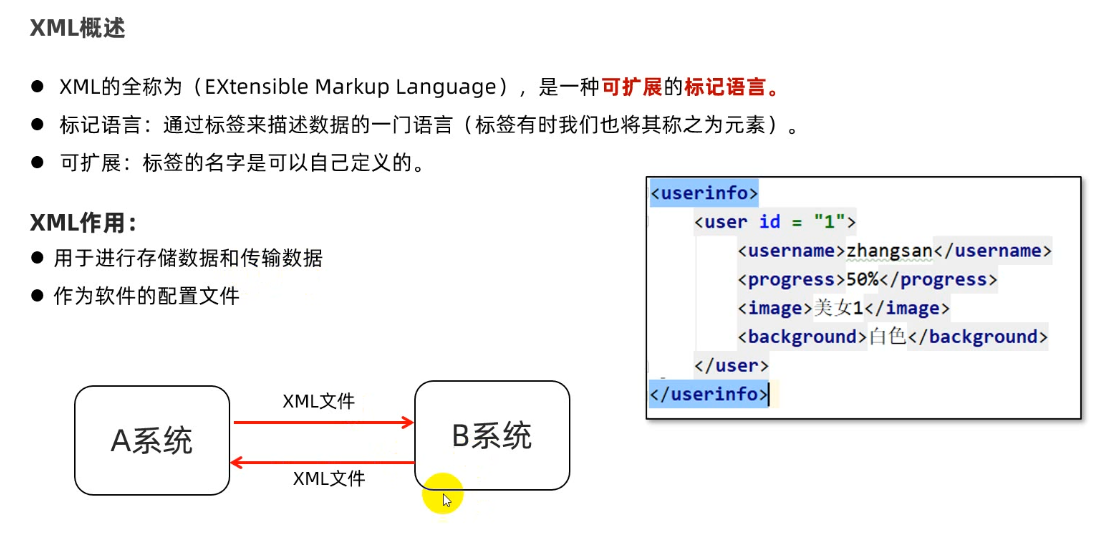 XML概述
● XML的全称为（EXtensible Markup Language），是一种可扩展的标记语言。
● 标记语言：通过标签来描述数据的一门语言（标签有时我们也将其称之为元素）。
● 可扩展：标签的名字是可以自己定义的。
XML作用：
● 用于进行存储数据和传输数据
● 作为软件的配置文件
<userinfo>
<user id = "1">
<username>zhangsan</username>
<progress>50%</progress>
<image>美女1</image>
<background>白色</background>
</user>
</userinfo>
A系统
XML文件
XML文件
B系统